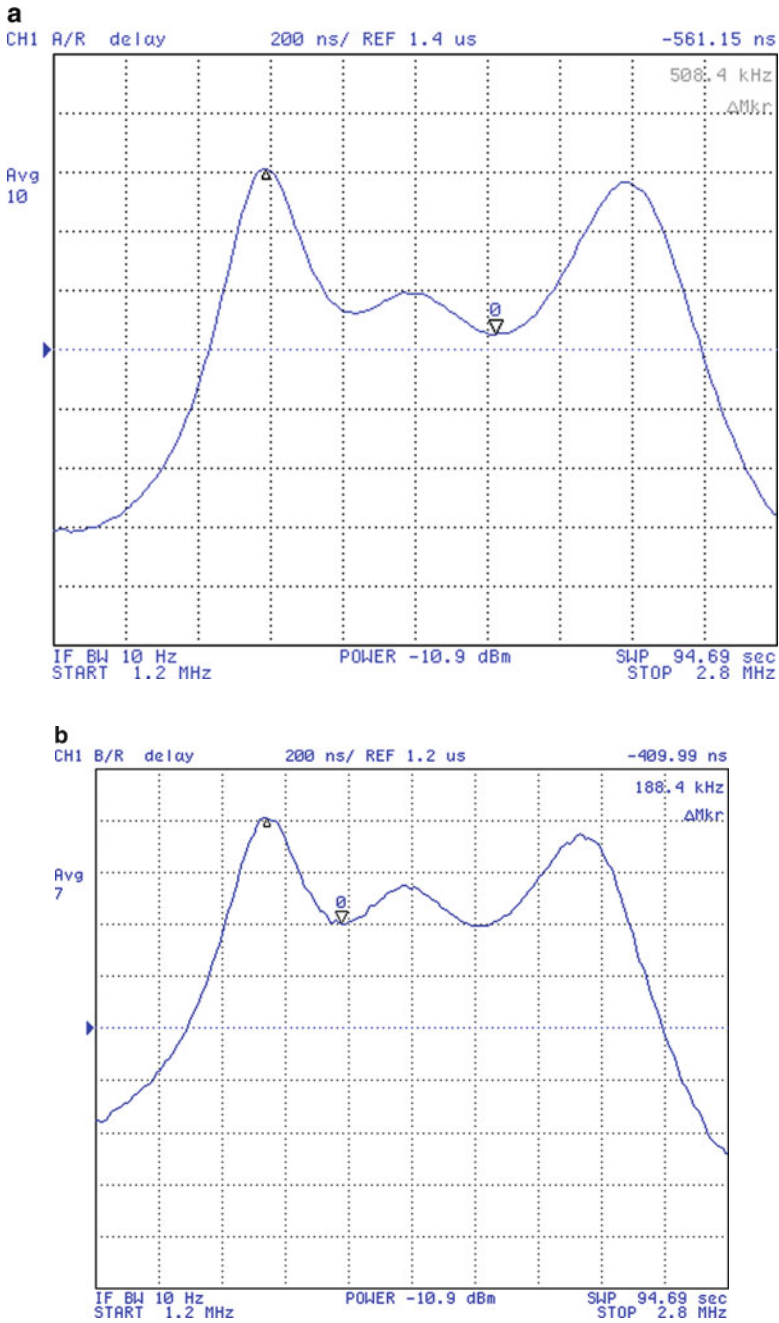 a
CH1 A/R delay 200 ns/ REF 1.4 us -561.15 ns
508.4 kHz
ΔMkr
Avg
10
0
IF BW 10 Hz POWER -10.9 dBm SWP 94.69 sec
START 1.2 MHz STOP 2.8 MHz
b
CH1 B/R delay 200 ns/ REF 1.2 us -409.99 ns
188.4 kHz
ΔMkr
Avg
7
0
IF BW 10 Hz POWER -10.9 dBm SWP 94.69 sec
START 1.2 MHz STOP 2.8 MHz